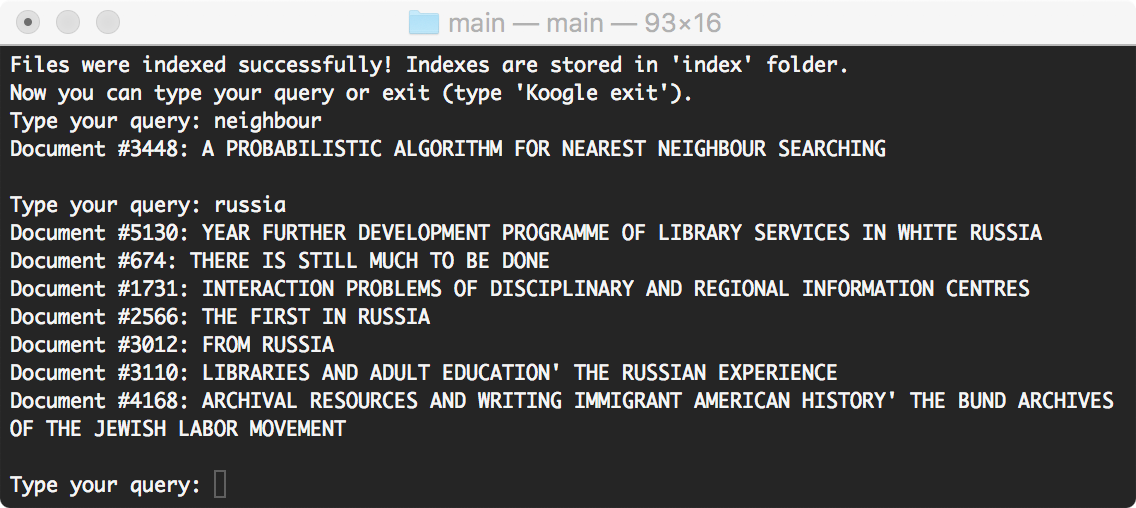 main — main — 93×16
Files were indexed successfully! Indexes are stored in 'index' folder.
Now you can type your query or exit (type 'Koogle exit').
Type your query: neighbour
Document #3448: A PROBABILISTIC ALGORITHM FOR NEAREST NEIGHBOUR SEARCHING
Type your query: russia
Document #5130: YEAR FURTHER DEVELOPMENT PROGRAMME OF LIBRARY SERVICES IN WHITE RUSSIA
Document #674: THERE IS STILL MUCH TO BE DONE
Document #1731: INTERACTION PROBLEMS OF DISCIPLINARY AND REGIONAL INFORMATION CENTRES
Document #2566: THE FIRST IN RUSSIA
Document #3012: FROM RUSSIA
Document #3110: LIBRARIES AND ADULT EDUCATION' THE RUSSIAN EXPERIENCE
Document #4168: ARCHIVAL RESOURCES AND WRITING IMMIGRANT AMERICAN HISTORY' THE BUND ARCHIVES
OF THE JEWISH LABOR MOVEMENT
Type your query: